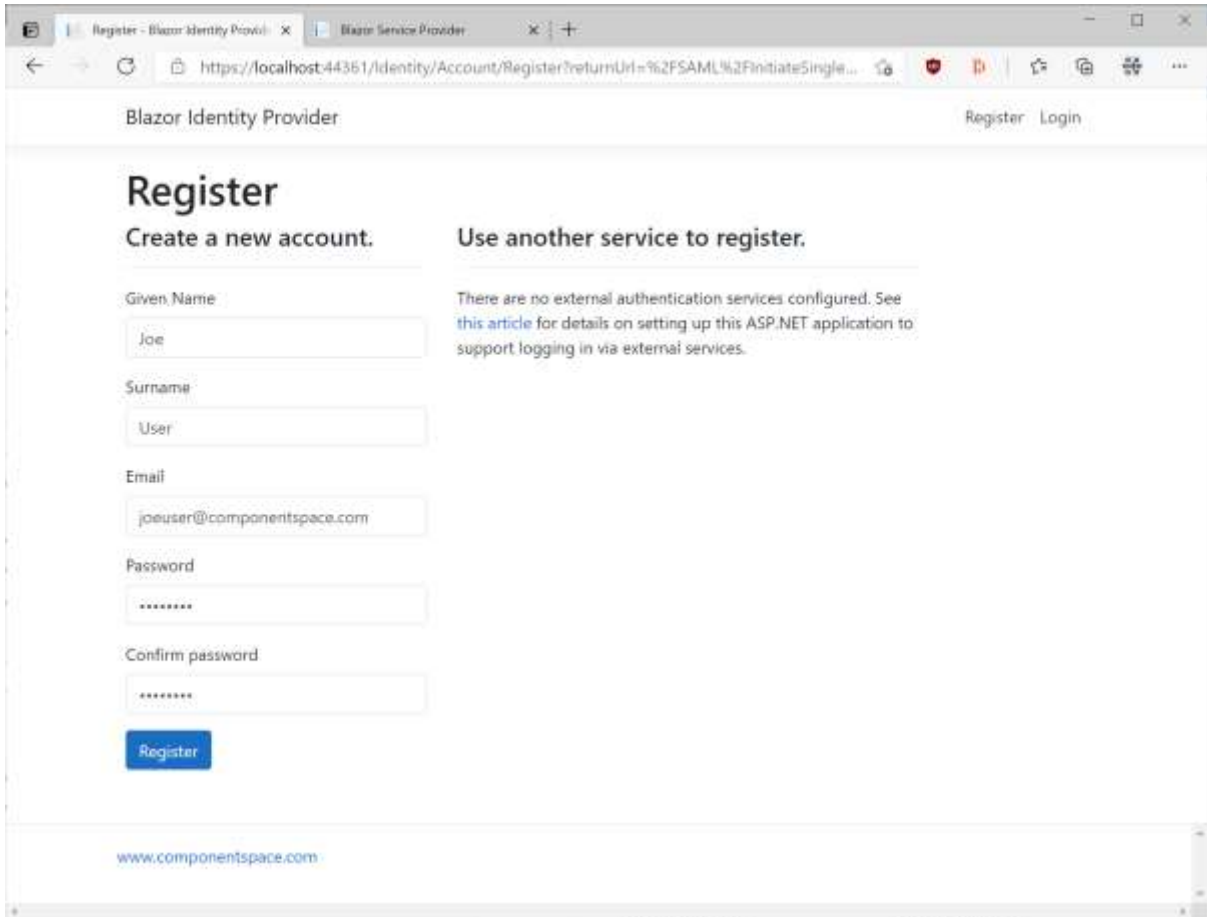 Register - Blazor Identity Provid
Blazor Service Provider
https://localhost:44361/Identity/Account/Register?returnUrl=%2FSAML%2FInitiateSingle...
Blazor Identity Provider
Register Login
Register
Create a new account.
Use another service to register.
Given Name
There are no external authentication services configured. See
this article for details on setting up this ASP.NET application to
support logging in via external services.
Joe
Surname
User
Email
joeuser@componentspace.com
Password
••••••••
Confirm password
••••••••
Register
www.componentspace.com